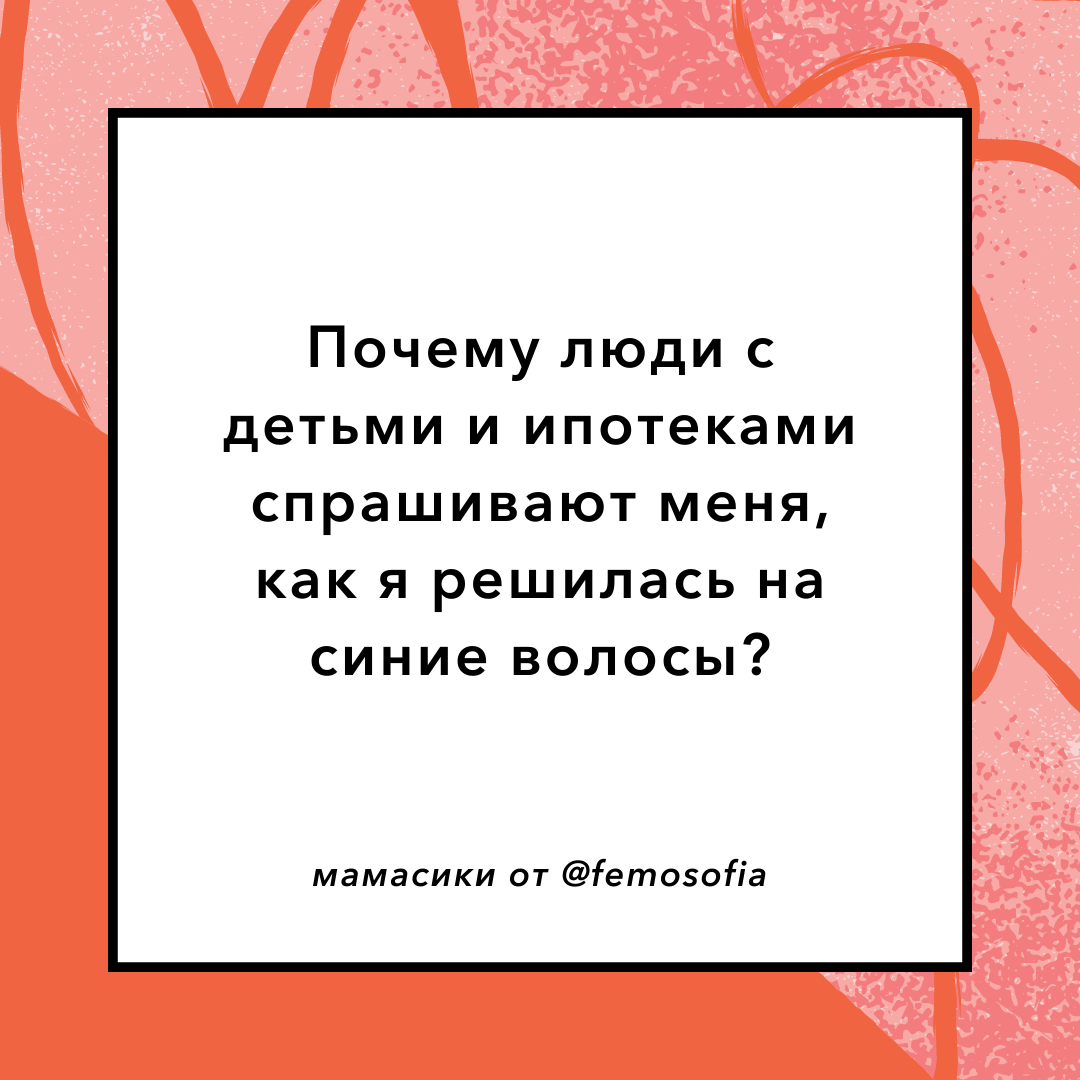 Почему люди с
детьми и ипотеками
спрашивают меня,
как я решилась на
синие волосы?
мамасики от @femosofia